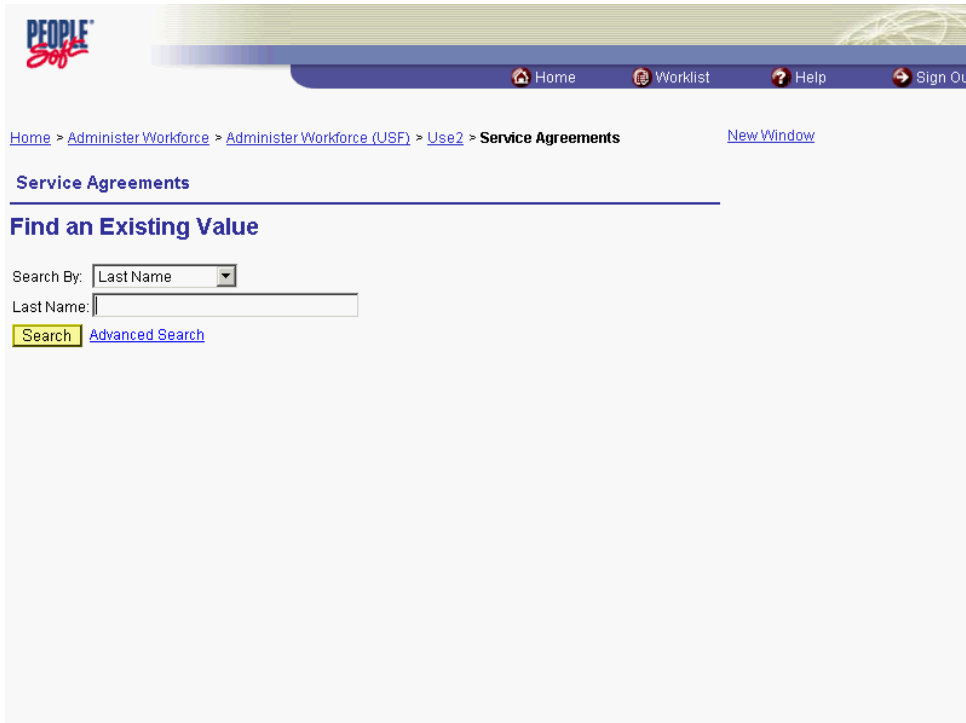 PEOPLE
Soft
Home Worklist Help Sign Ou
Home > Administer Workforce > Administer Workforce (USF) > Use2 > Service Agreements New Window
Service Agreements
Find an Existing Value
Search By: Last Name
Last Name:
Search Advanced Search